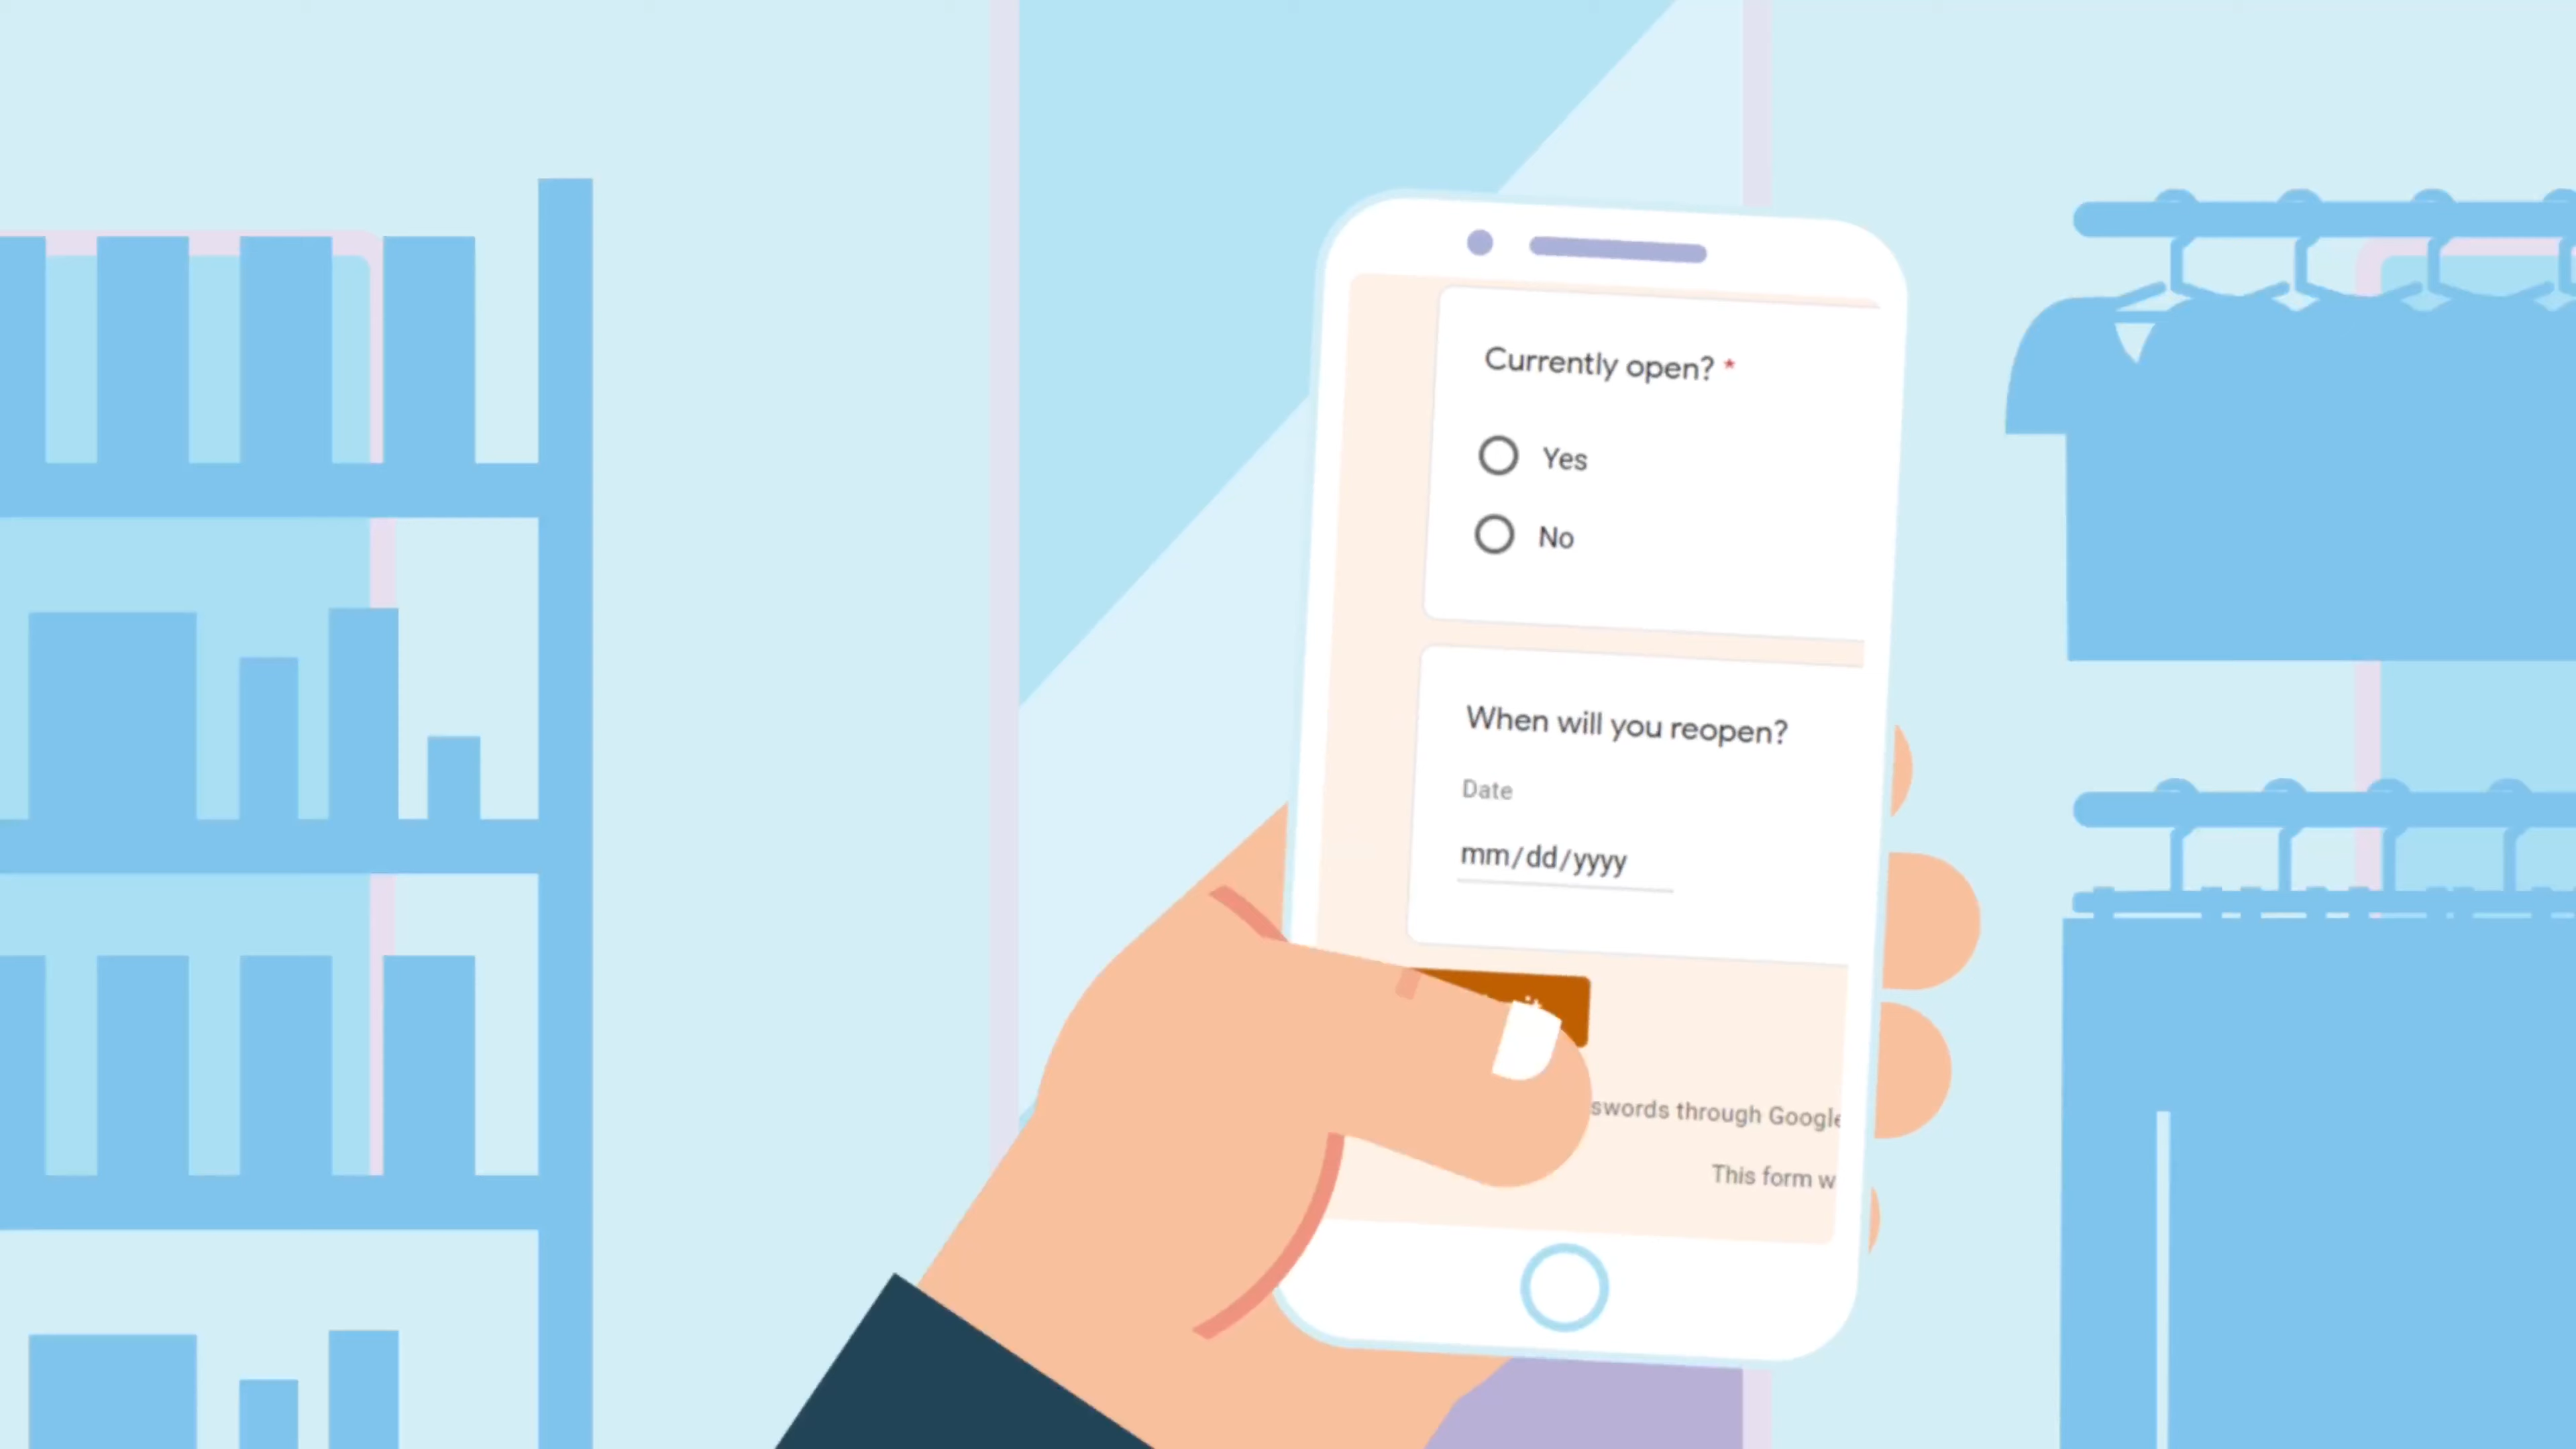 Currently open? *
Yes
No
When will you reopen?
Date
mm/dd/yyyy
swords through Google
This form w